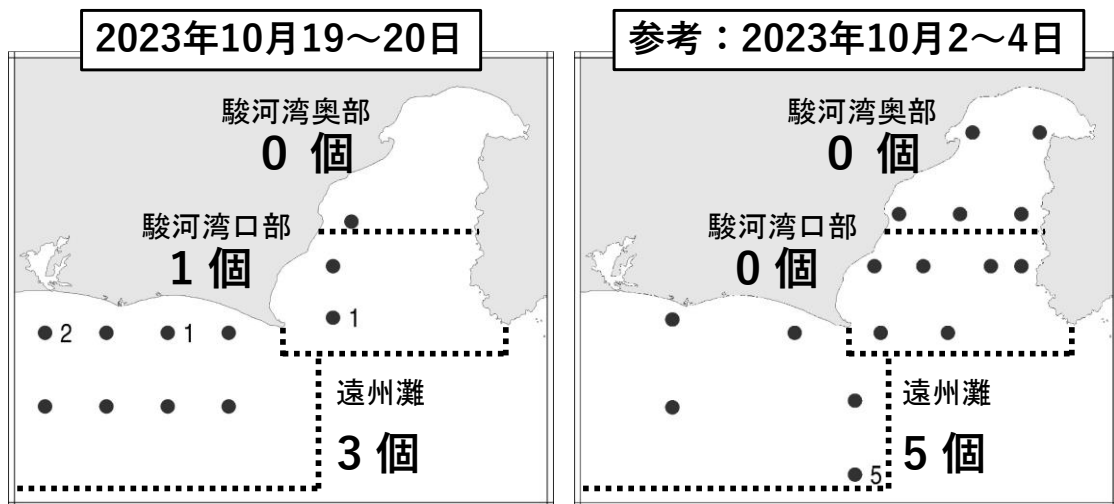 2023年10月19～20日
駿河湾奥部
0 個
駿河湾口部
1 個
1
2
1
遠州灘
3 個
参考：2023年10月2～4日
駿河湾奥部
0 個
駿河湾口部
0 個
遠州灘
5 個
5